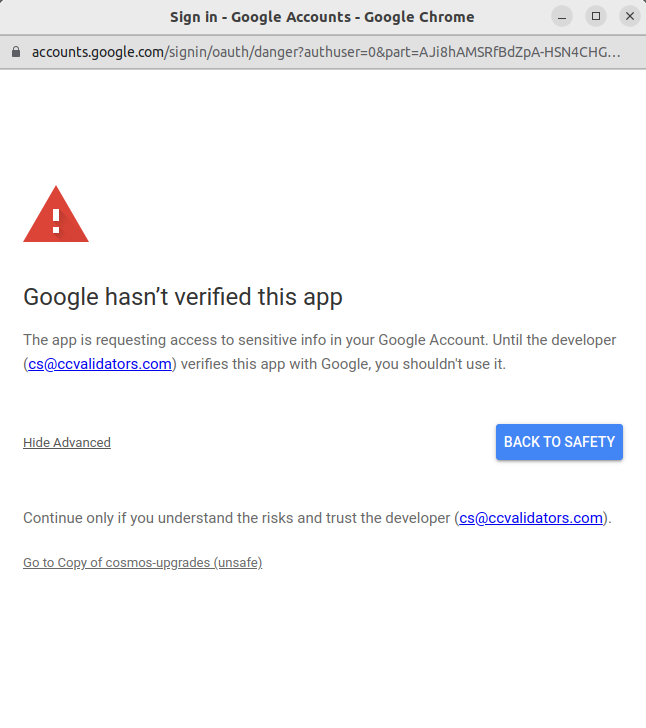 Sign in - Google Accounts - Google Chrome
accounts.google.com/signin/oauth/danger?authuser=0&part=AJi8hAMSRfBdZpA-HSN4CHG…
Google hasn’t verified this app
The app is requesting access to sensitive info in your Google Account. Until the developer
(cs@ccvalidators.com) verifies this app with Google, you shouldn't use it.
Hide Advanced
BACK TO SAFETY
Continue only if you understand the risks and trust the developer (cs@ccvalidators.com).
Go to Copy of cosmos-upgrades (unsafe)